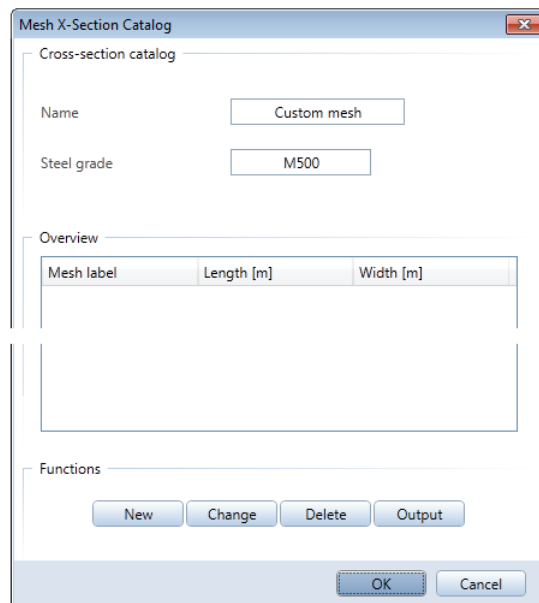 Mesh X-Section Catalog
Cross-section catalog
Name Custom mesh
Steel grade M500
Overview
Mesh label Length [m] Width [m]
Functions
New Change Delete Output
OK Cancel